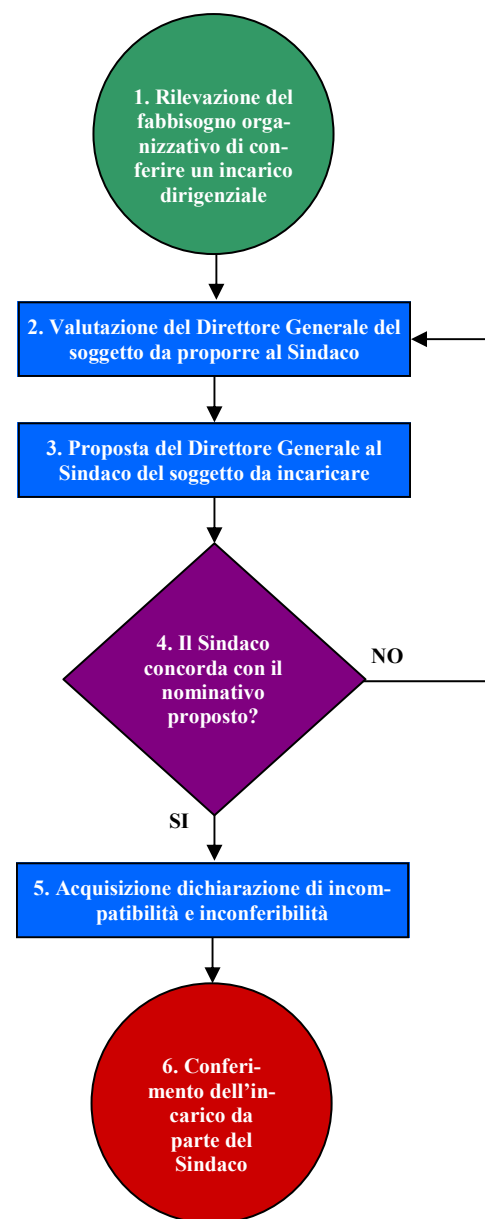 1. Rilevazione del
fabbisogno orga-
nizzativo di con-
ferire un incarico
dirigenziale
2. Valutazione del Direttore Generale del
soggetto da proporre al Sindaco
3. Proposta del Direttore Generale al
Sindaco del soggetto da incaricare
4. Il Sindaco
concorda con il
nominativo
proposto?
NO
SI
5. Acquisizione dichiarazione di incom-
patibilità e inconferibilità
6. Conferi-
mento dell’in-
carico da
parte del
Sindaco